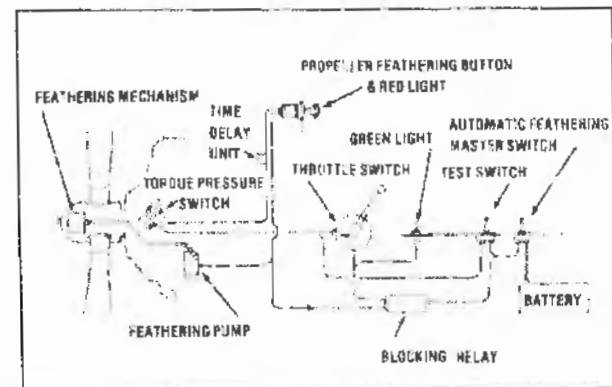 PROPELLER FEATHERING BUTTON
& RED LIGHT
FEATHERING MECHANISM
TIME
DELAY
UNIT
AUTOMATIC FEATHERING
MASTER SWITCH
GREEN LIGHT
THROTTLE SWITCH
TEST SWITCH
TORQUE PRESSURE
SWITCH
BATTERY
FEATHERING PUMP
BLOCKING RELAY